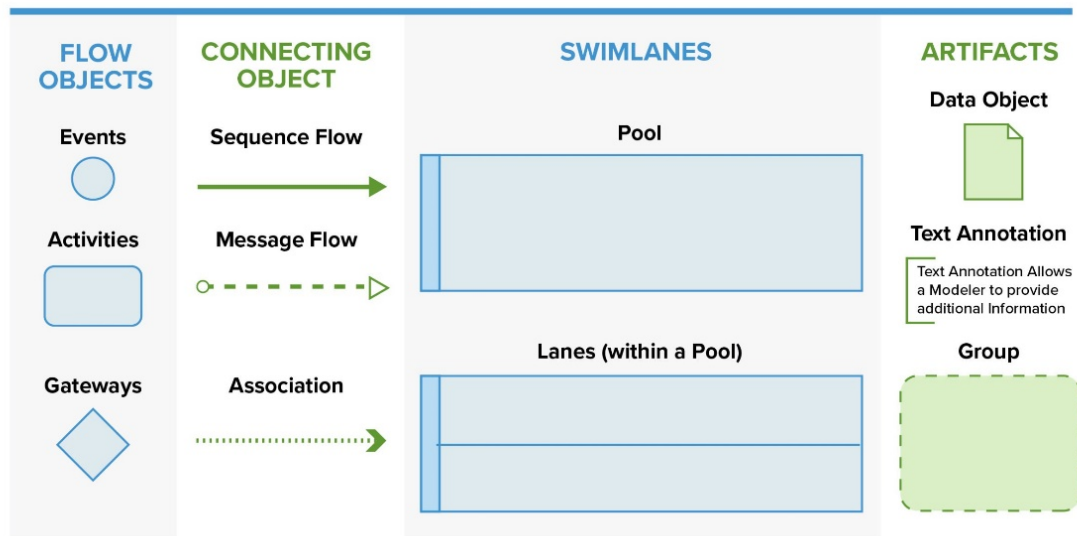 FLOW
OBJECTS
Events
Activities
Gateways
CONNECTING
OBJECT
Sequence Flow
Message Flow
Association
SWIMLANES
Pool
Lanes (within a Pool)
ARTIFACTS
Data Object
Text Annotation
Text Annotation Allows
a Modeler to provide
additional Information
Group